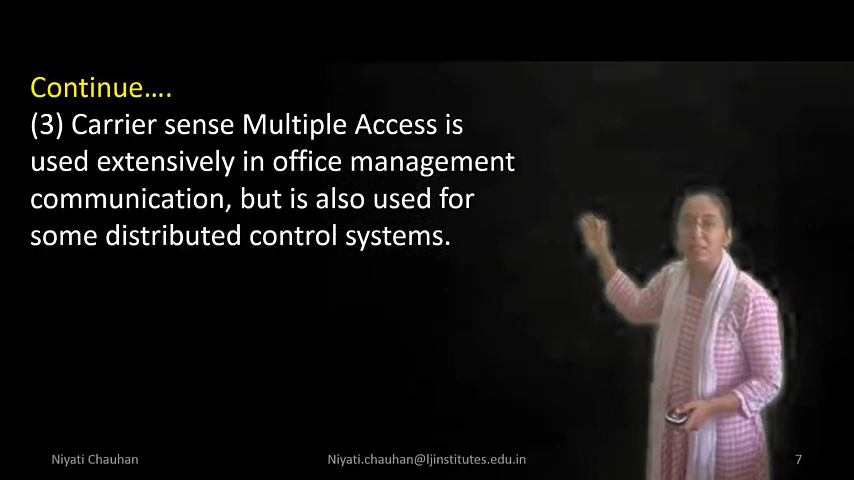 Continue….
(3) Carrier sense Multiple Access is
used extensively in office management
communication, but is also used for
some distributed control systems.
Niyati Chauhan
Niyati.chauhan@ljinstitutes.edu.in
7